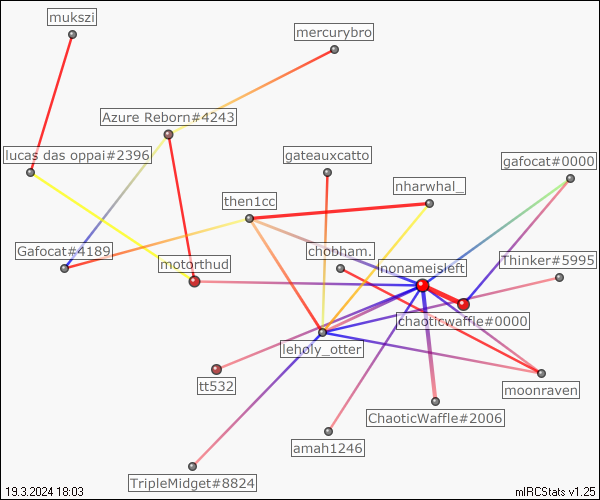 mukszi
mercurybro
Azure Reborn#4243
lucas das oppai#2396
gateauxcatto
gafocat#0000
nharwhal_
then1cc
Gafocat#4189
chobham.
Thinker#5995
motorthud
nonameisleft
chaoticwaffle#0000
leholy_otter
tt532
moonraven
ChaoticWaffle#2006
amah1246
TripleMidget#8824
19.3.2024 18:03
mIRCStats v1.25